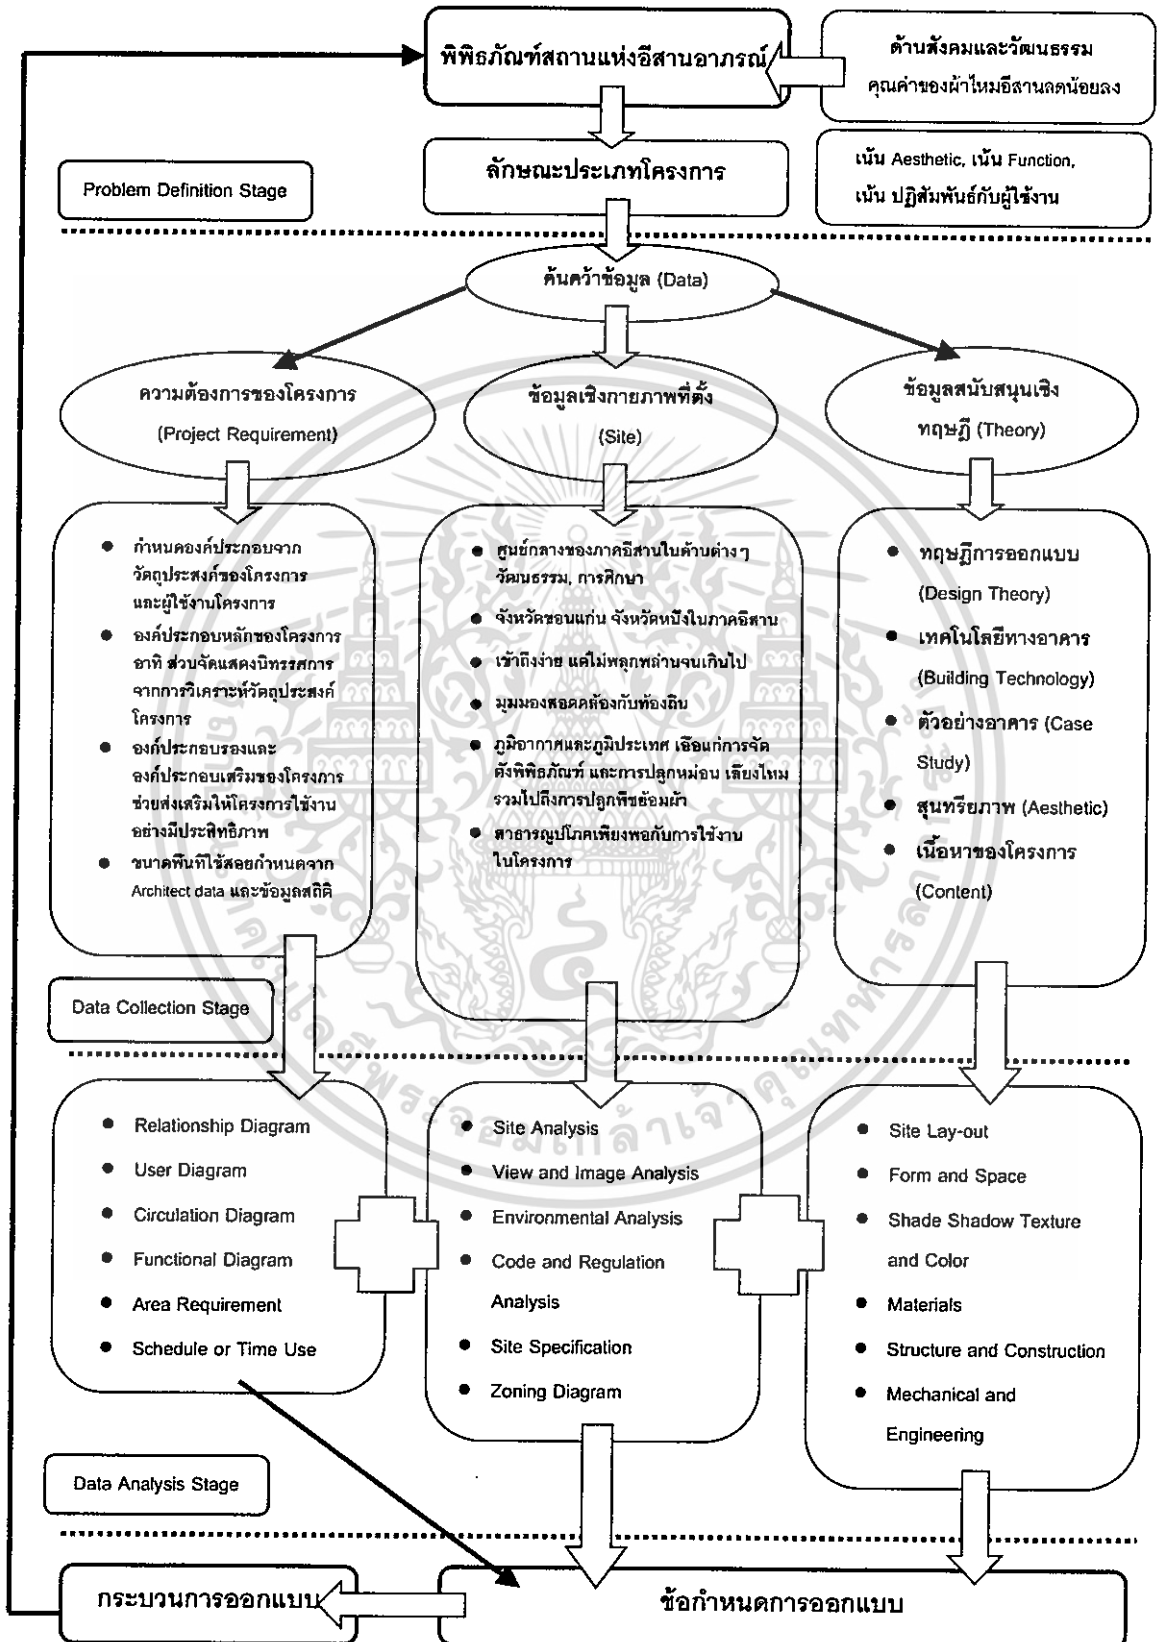 พิพิธภัณฑ์สถานแห่งอีสานอาภรณ์
ด้านสังคมและวัฒนธรรม
คุณค่าของผ้าไหมอีสานลดน้อยลง
ลักษณะประเภทโครงการ
เน้น Aesthetic, เน้น Function,
เน้น ปฏิสัมพันธ์กับผู้ใช้งาน
Problem Definition Stage
ค้นคว้าข้อมูล (Data)
ความต้องการของโครงการ
(Project Requirement)
ข้อมูลเชิงกายภาพที่ตั้ง
(Site)
ข้อมูลสนับสนุนเชิง
ทฤษฎี (Theory)
● กำหนดองค์ประกอบจาก
วัตถุประสงค์ของโครงการ
และผู้ใช้งานโครงการ
● องค์ประกอบหลักของโครงการ
อาทิ ส่วนจัดแสดงนิทรรศการ
จากการวิเคราะห์วัตถุประสงค์
โครงการ
● องค์ประกอบรองและ
องค์ประกอบเสริมของโครงการ
ช่วยส่งเสริมให้โครงการใช้งาน
อย่างมีประสิทธิภาพ
● ขนาดพื้นที่ใช้สอยกำหนดจาก
Architect data และข้อมูลสถิติ
● ศูนย์กลางของภาคอีสานในด้านต่างๆ
วัฒนธรรม, การศึกษา
● จังหวัดขอนแก่น จังหวัดหนึ่งในภาคอีสาน
● เข้าถึงง่าย แต่ไม่พลุกพล่านจนเกินไป
● มุมมองสอดคล้องกับท้องถิ่น
● ภูมิอากาศและภูมิประเทศ เอื้อแก่การจัด
ตั้งพิพิธภัณฑ์ และการปลูกหม่อน เลี้ยงไหม
รวมไปถึงการปลูกพืชย้อมผ้า
● สาธารณูปโภคเพียงพอกับการใช้งาน
ในโครงการ
● ทฤษฎีการออกแบบ
(Design Theory)
● เทคโนโลยีทางอาคาร
(Building Technology)
● ตัวอย่างอาคาร (Case
Study)
● สุนทรียภาพ (Aesthetic)
● เนื้อหาของโครงการ
(Content)
Data Collection Stage
● Relationship Diagram
● User Diagram
● Circulation Diagram
● Functional Diagram
● Area Requirement
● Schedule or Time Use
● Site Analysis
● View and Image Analysis
● Environmental Analysis
● Code and Regulation
Analysis
● Site Specification
● Zoning Diagram
● Site Lay-out
● Form and Space
● Shade Shadow Texture
and Color
● Materials
● Structure and Construction
● Mechanical and
Engineering
Data Analysis Stage
กระบวนการออกแบบ
ข้อกำหนดการออกแบบ